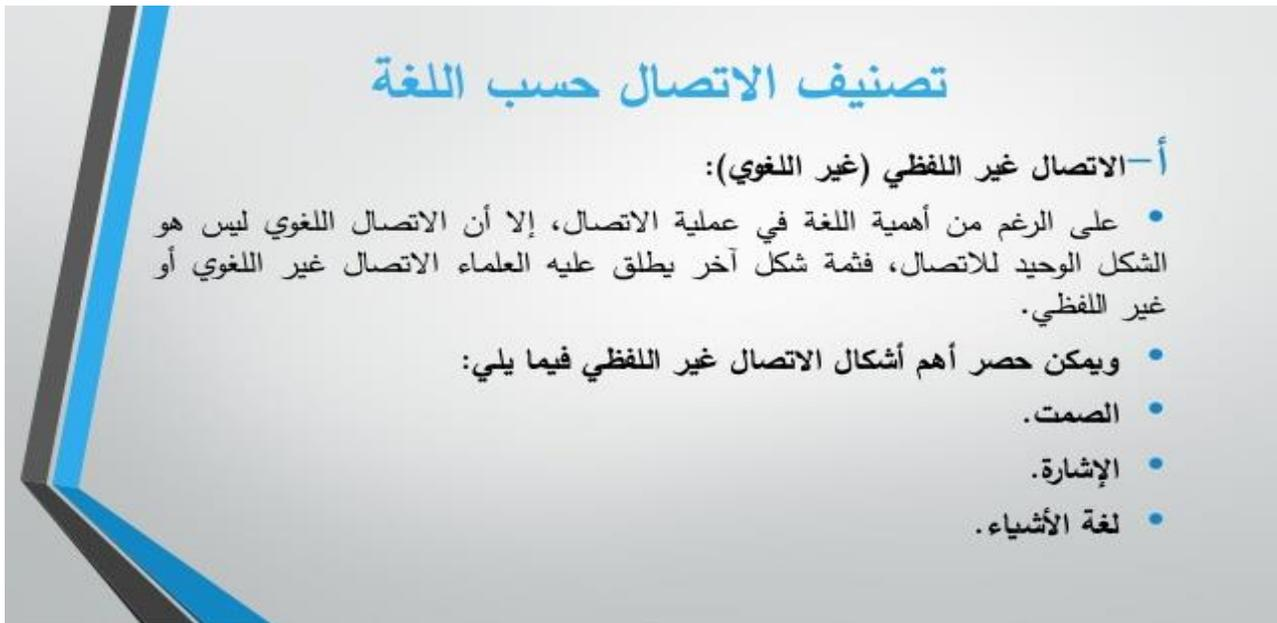 تصنيف الاتصال حسب اللغة
أ–الاتصال غير اللفظي (غير اللغوي):
• على الرغم من أهمية اللغة في عملية الاتصال، إلا أن الاتصال اللغوي ليس هو
الشكل الوحيد للاتصال، فثمة شكل آخر يطلق عليه العلماء الاتصال غير اللغوي أو
غير اللفظي.
• ويمكن حصر أهم أشكال الاتصال غير اللفظي فيما يلي:
• الصمت.
• الإشارة.
• لغة الأشياء.